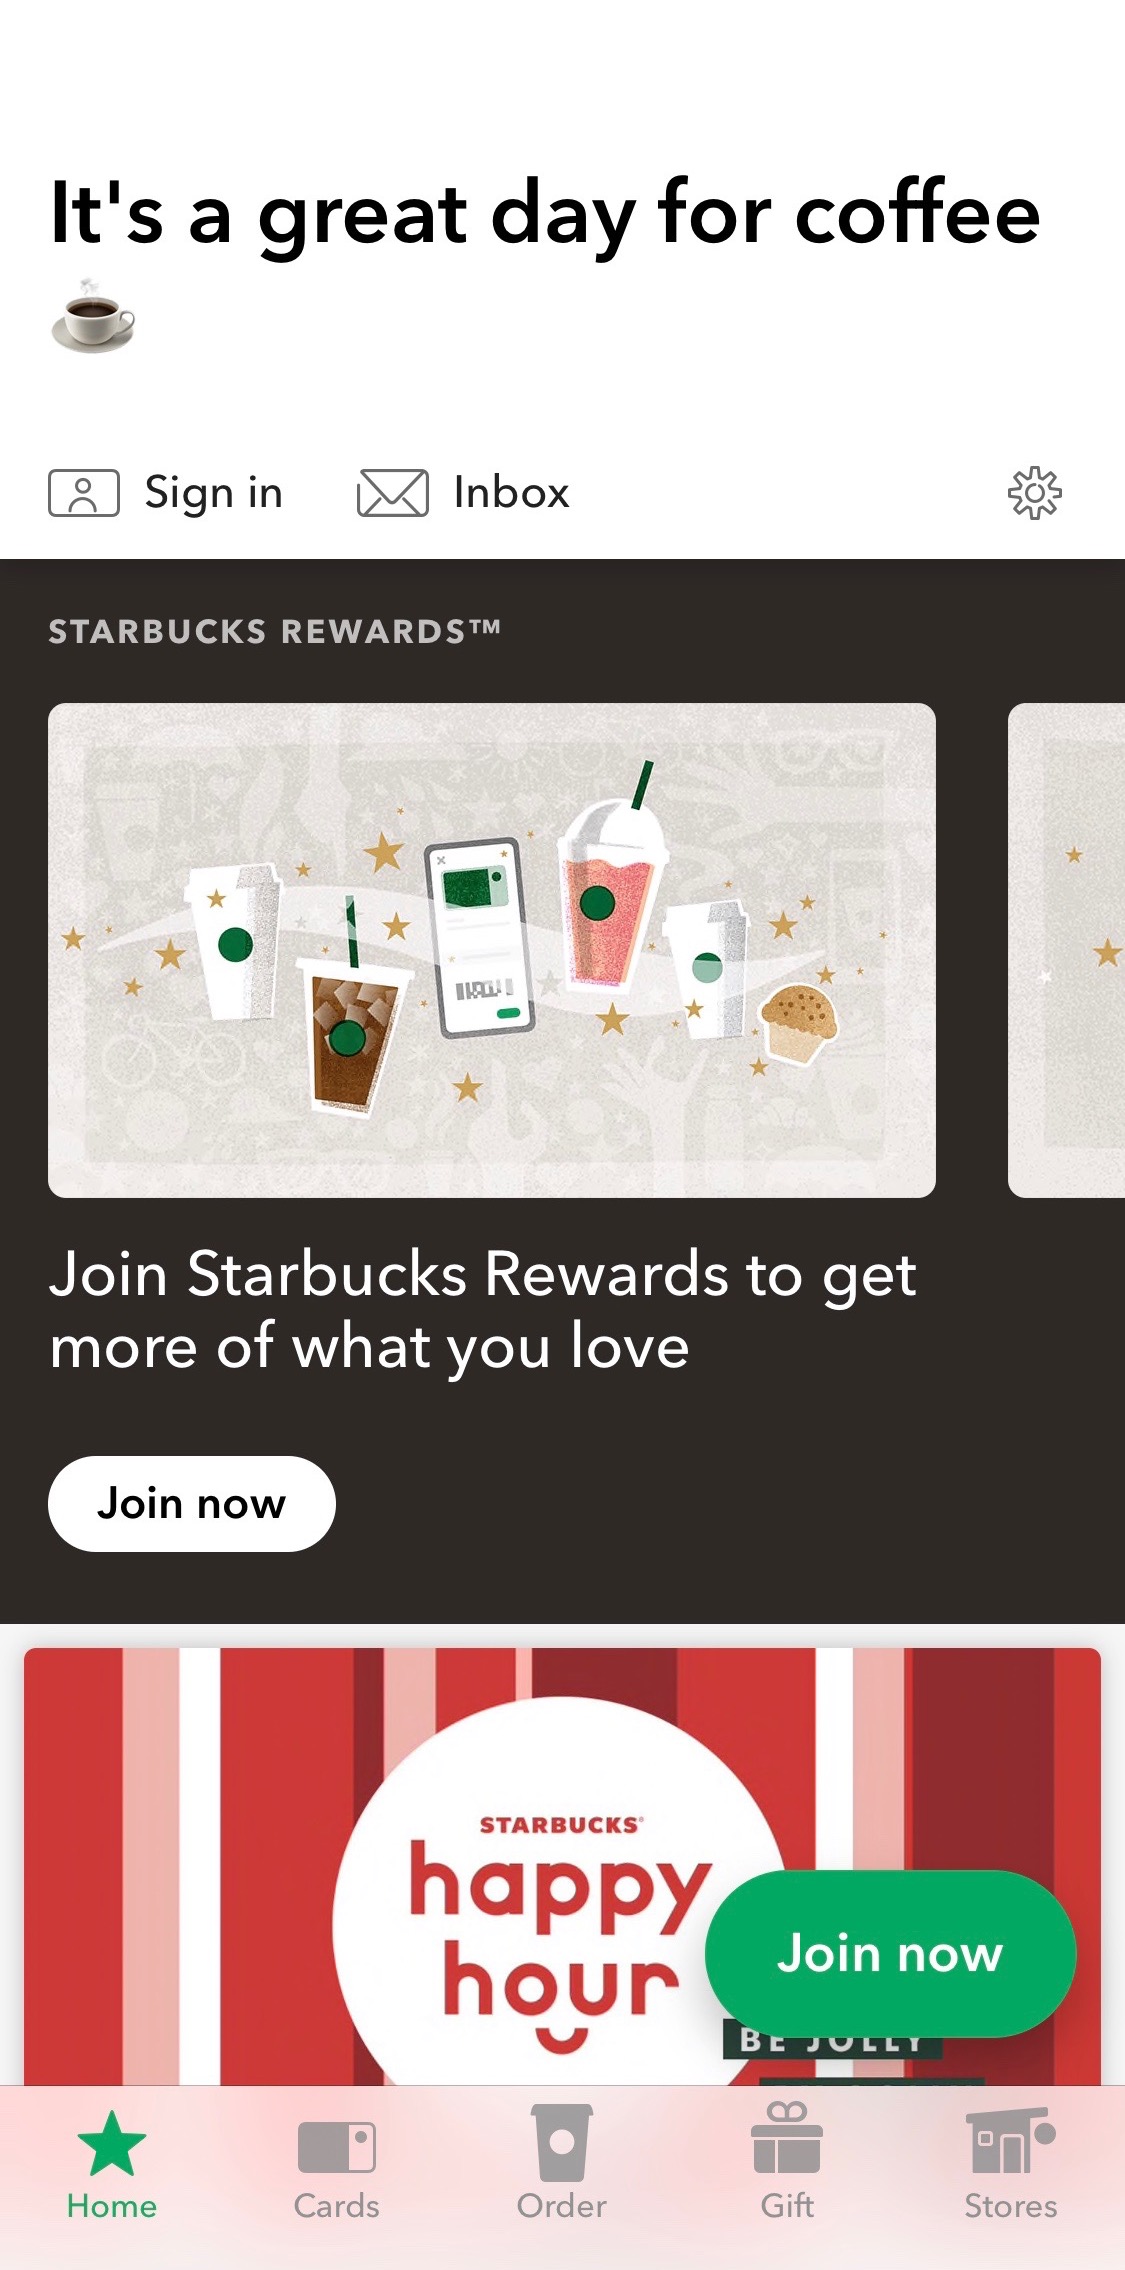 It's a great day for coffee
Sign in
Inbox
STARBUCKS REWARDS™
Join Starbucks Rewards to get
more of what you love
Join now
STARBUCKS®
happy
hour
Join now
BE JOLLY
Home
Cards
Order
Gift
Stores